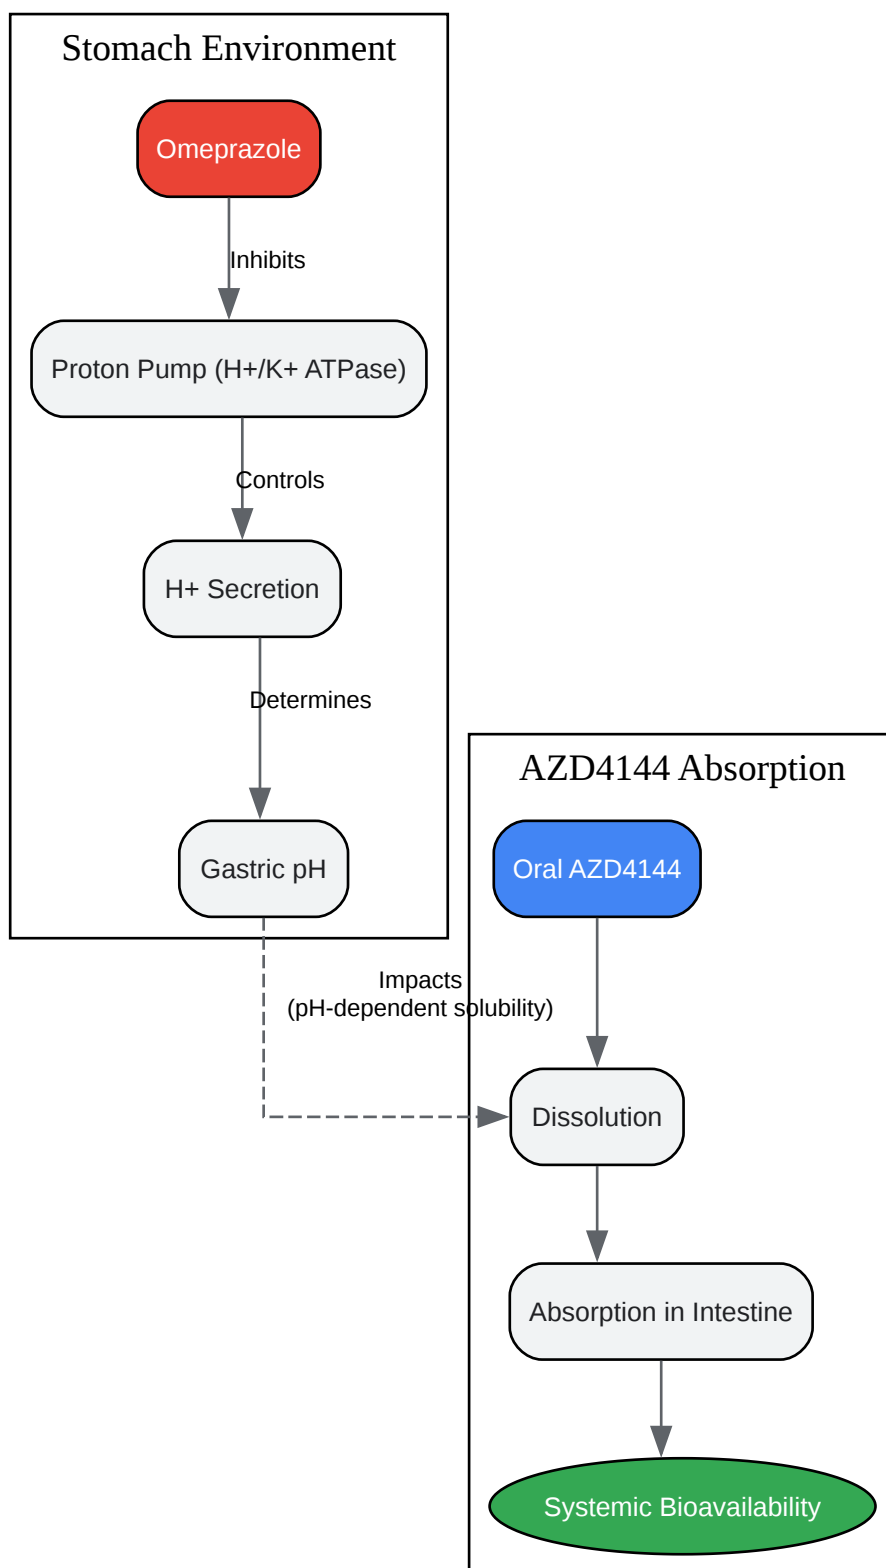 Stomach Environment
Omeprazole
Inhibits
Proton Pump (H+/K+ ATPase)
Controls
H+ Secretion
Determines
Gastric pH
AZD4144 Absorption
Oral AZD4144
Impacts
(pH-dependent solubility)
Dissolution
Absorption in Intestine
Systemic Bioavailability